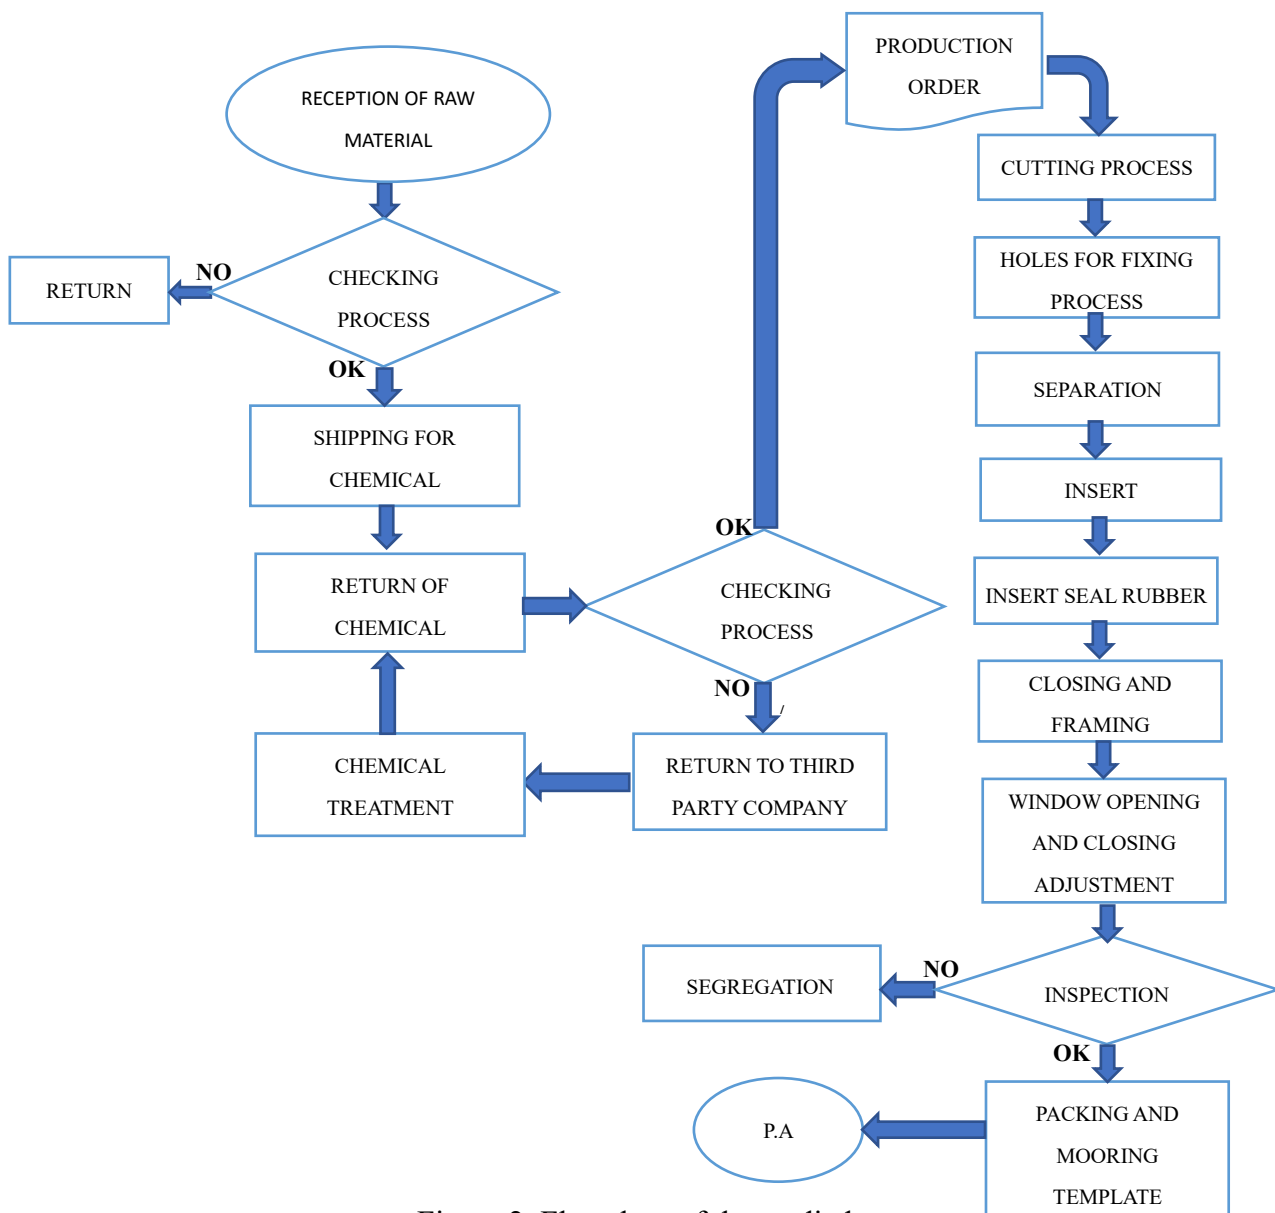 RECEPTION OF RAW
MATERIAL
CHECKING
PROCESS
NO
RETURN
OK
SHIPPING FOR
CHEMICAL
RETURN OF
CHEMICAL
CHECKING
PROCESS
NO
/
RETURN TO THIRD
PARTY COMPANY
CHEMICAL
TREATMENT
OK
PRODUCTION
ORDER
CUTTING PROCESS
HOLES FOR FIXING
PROCESS
SEPARATION
INSERT
INSERT SEAL RUBBER
CLOSING AND
FRAMING
WINDOW OPENING
AND CLOSING
ADJUSTMENT
INSPECTION
NO
SEGREGATION
OK
PACKING AND
MOORING
TEMPLATE
P.A